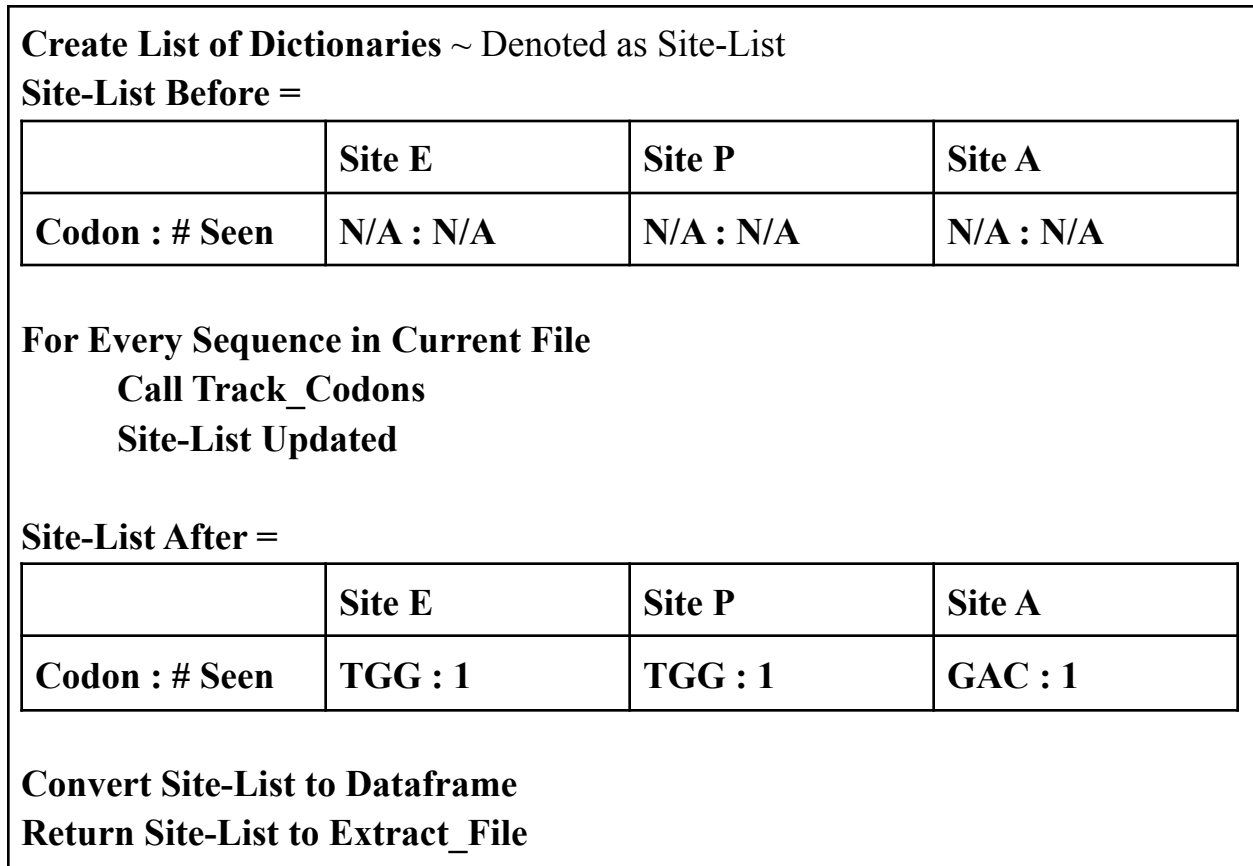 Create List of Dictionaries ~ Denoted as Site-List
Site-List Before =
Site E Site P Site A
Codon : # Seen N/A : N/A N/A : N/A N/A : N/A
For Every Sequence in Current File
Call Track_Codons
Site-List Updated
Site-List After =
Site E Site P Site A
Codon : # Seen TGG : 1 TGG : 1 GAC : 1
Convert Site-List to Dataframe
Return Site-List to Extract_File